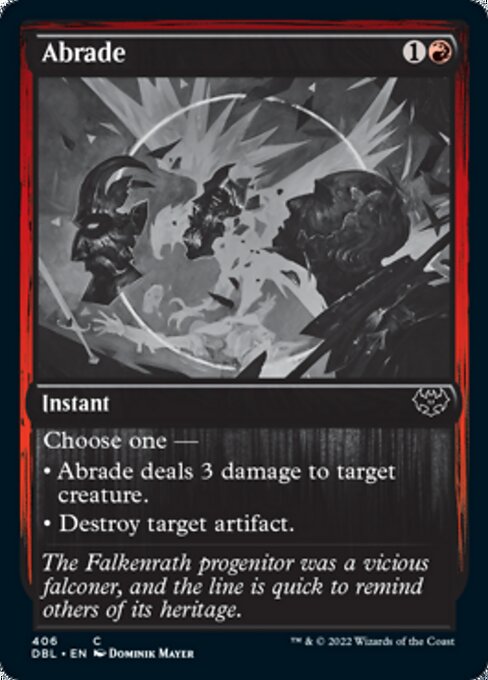 Abrade 1
Instant
Choose one —
• Abrade deals 3 damage to target
creature.
• Destroy target artifact.
The Falkenrath progenitor was a vicious
falconer, and the line is quick to remind
others of its heritage.
406 C
DBL • EN DOMINIK MAYER
™ & © 2022 Wizards of the Coast